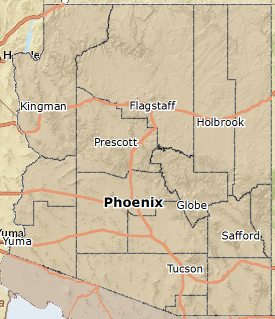 Kingman
Flagstaff
Holbrook
Prescott
Phoenix
Globe
Safford
Yuma
Tucson